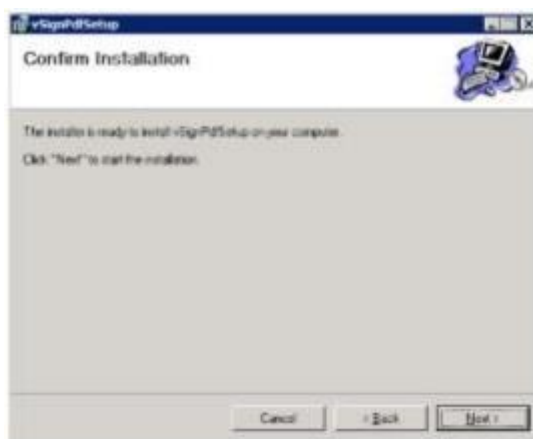 vSignPdfSetup
Confirm Installation
The installer is ready to install vSignPdfSetup on your computer.
Click "Next" to start the installation.
Cancel
< Back
Next >